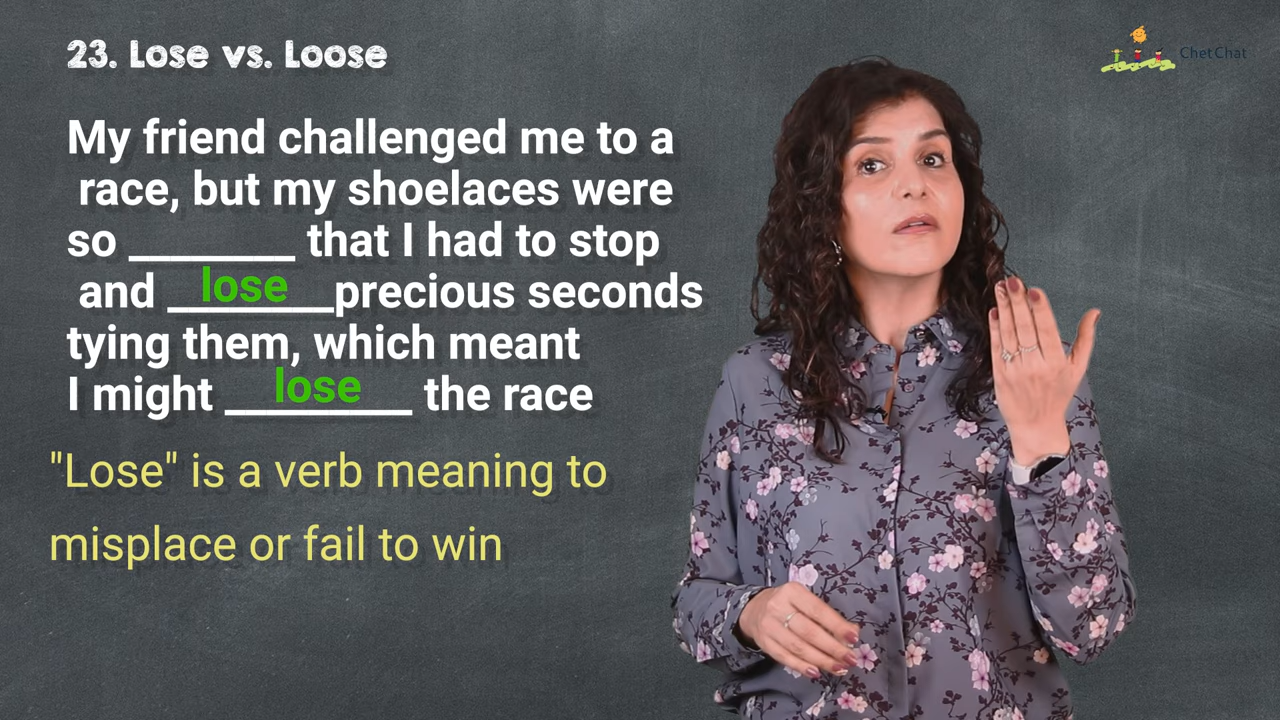 23. Lose vs. Loose
ChetChat
My friend challenged me to a
race, but my shoelaces were
so ________ that I had to stop
and lose precious seconds
tying them, which meant
I might lose the race
"Lose" is a verb meaning to
misplace or fail to win